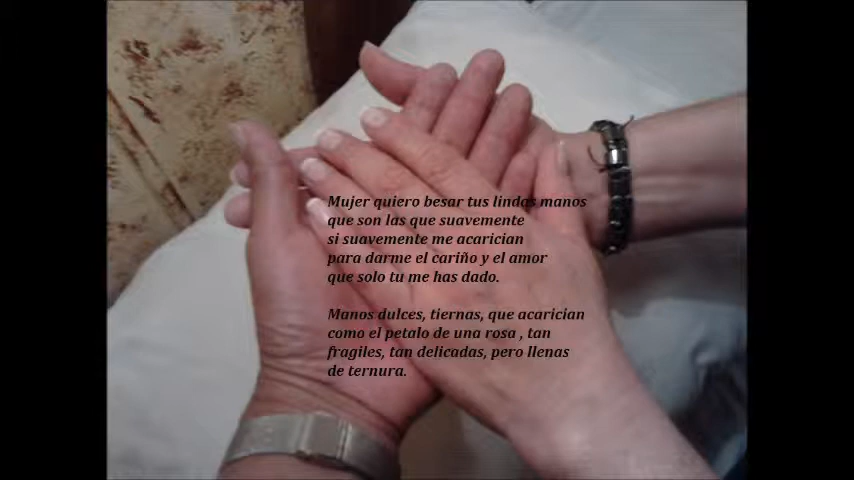 Mujer quiero besar tus lindas manos
que son las que suavemente
si suavemente me acarician
para darme el cariño y el amor
que solo tu me has dado.

Manos dulces, tiernas, que acarician
como el petalo de una rosa , tan
fragiles, tan delicadas, pero llenas
de ternura.